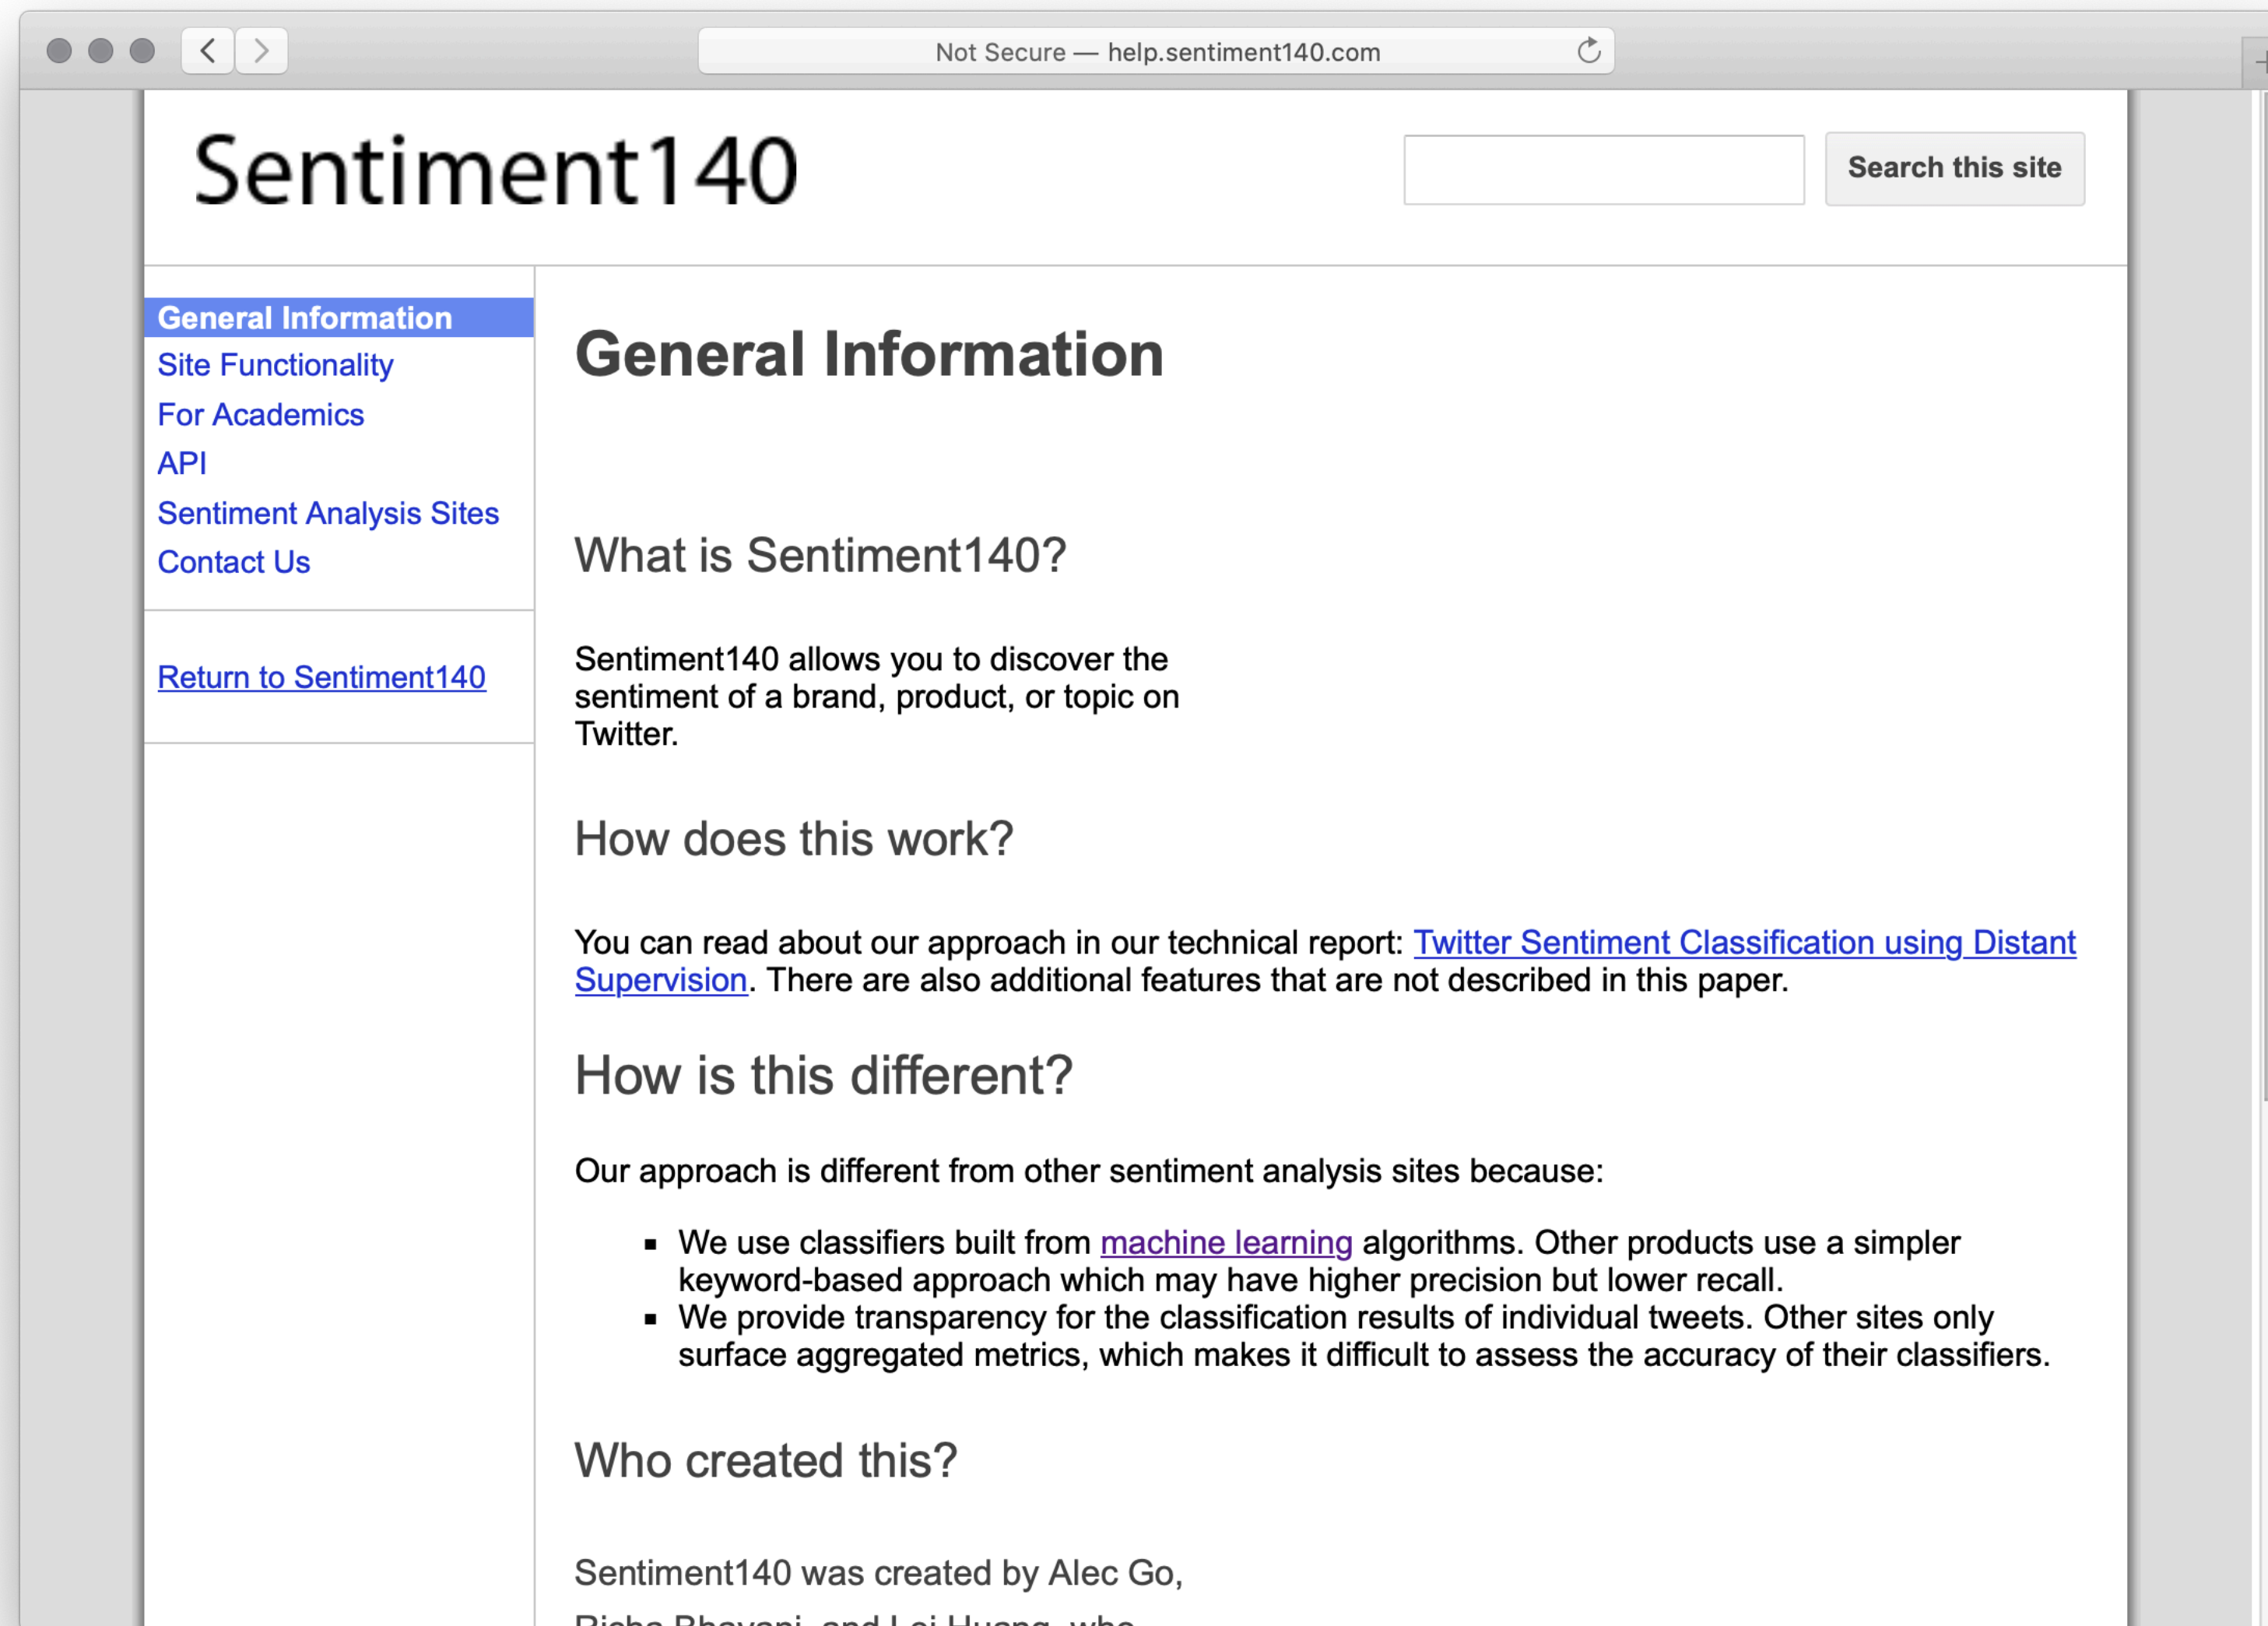 Not Secure — help.sentiment140.com
Sentiment140
Search this site
General Information
Site Functionality
For Academics
API
Sentiment Analysis Sites
Contact Us
Return to Sentiment140
General Information
What is Sentiment140?
Sentiment140 allows you to discover the
sentiment of a brand, product, or topic on
Twitter.
How does this work?
You can read about our approach in our technical report: Twitter Sentiment Classification using Distant
Supervision. There are also additional features that are not described in this paper.
How is this different?
Our approach is different from other sentiment analysis sites because:
▪ We use classifiers built from machine learning algorithms. Other products use a simpler
keyword-based approach which may have higher precision but lower recall.
▪ We provide transparency for the classification results of individual tweets. Other sites only
surface aggregated metrics, which makes it difficult to assess the accuracy of their classifiers.
Who created this?
Sentiment140 was created by Alec Go,
and Lei Huang, who